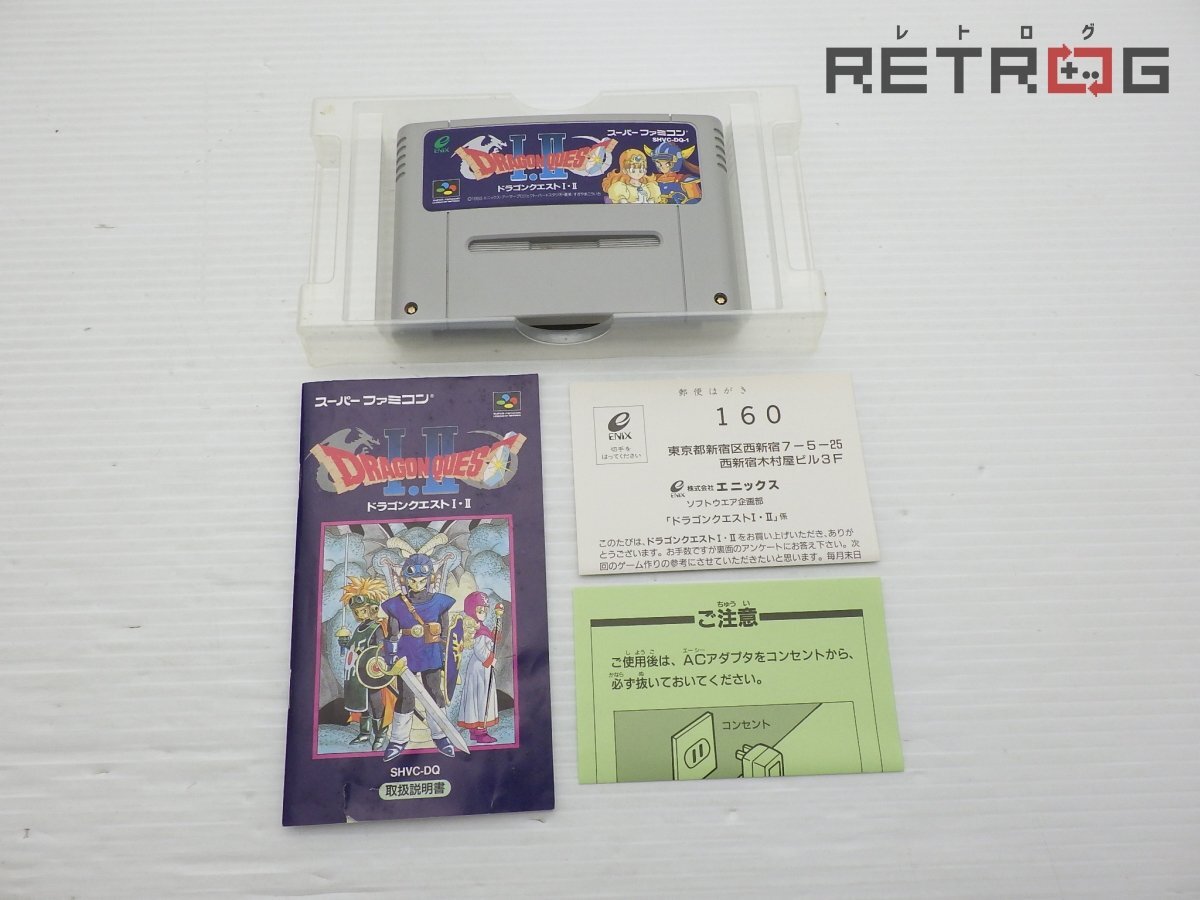 レトログ
RETROG
ENIX
スーパーファミコン
SHVC-DQ-1
I・II
DRAGON QUEST
ドラゴンクエストI・II
スーパーファミコン
I・II
DRAGON QUEST
ドラゴンクエストI・II
SHVC-DQ
取扱説明書
郵便はがき
ENIX
切手を
はってください
160
東京都新宿区西新宿7-5-25
西新宿木村屋ビル3F
ENIX 株式会社 エニックス
ソフトウエア企画部
「ドラゴンクエストI・II」係
このたびは、ドラゴンクエストI・IIをお買い上げいただき、ありが
とうございます。お手数ですが裏面のアンケートにお答え下さい。次
回のゲーム作りの参考にさせていただきたいと思います。毎月末日
ちゅうい
ご注意
しようご エーシー
ご使用後は、ACアダプタをコンセントから、
かなら ぬ
必ず抜いておいてください。
コンセント